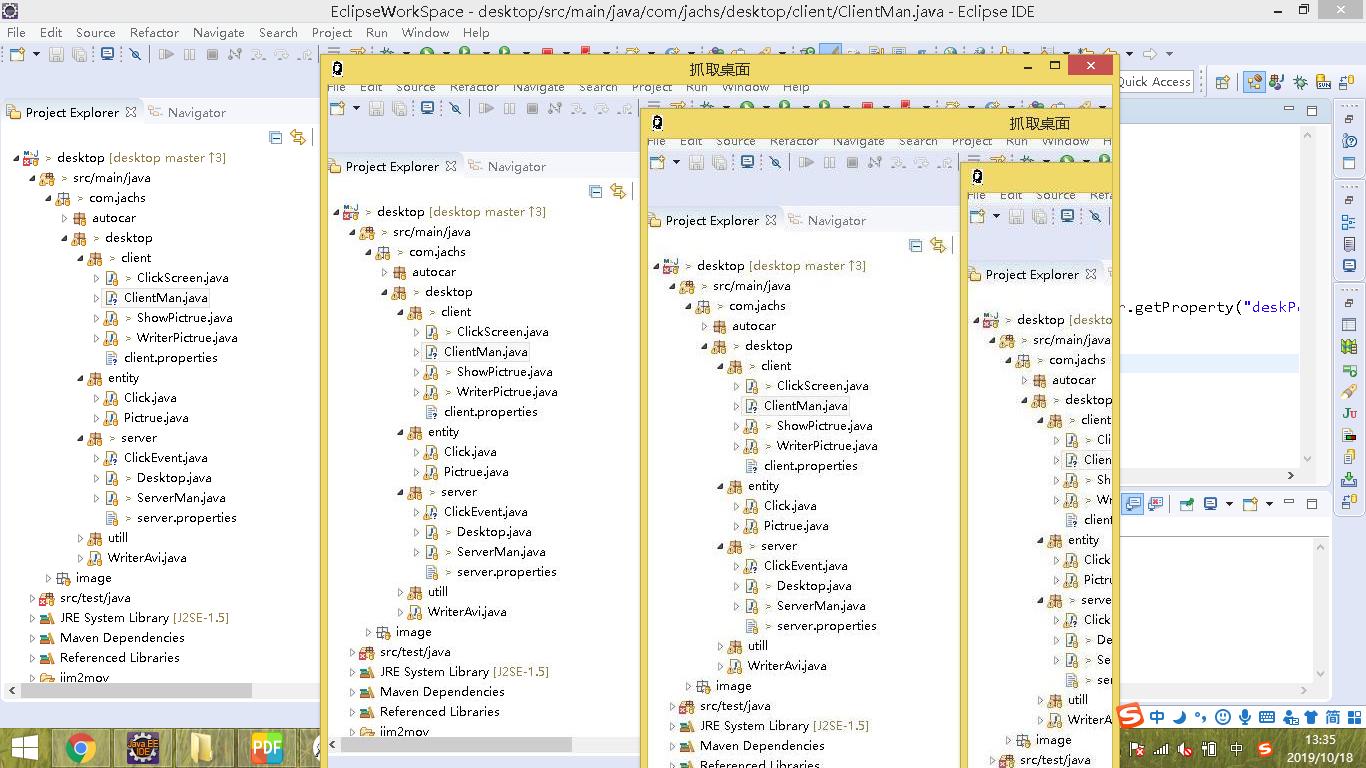 EclipseWorkSpace - desktop/src/main/java/com/jachs/desktop/client/ClientMan.java - Eclipse IDE
File Edit Source Refactor Navigate Search Project Run Window Help
Quick Access
Project Explorer Navigator
> desktop [desktop master ↑3]
> src/main/java
> com.jachs
autocar
> desktop
> client
> ClickScreen.java
ClientMan.java
> ShowPictrue.java
> WriterPictrue.java
client.properties
entity
Click.java
Pictrue.java
> server
ClickEvent.java
> Desktop.java
> ServerMan.java
> server.properties
utill
WriterAvi.java
image
src/test/java
JRE System Library [J2SE-1.5]
Maven Dependencies
Referenced Libraries
jim2mov
抓取桌面
File Edit Source Refactor Navigate Search Project Run Window Help
Project Explorer Navigator
> desktop [desktop master ↑3]
> src/main/java
> com.jachs
autocar
> desktop
> client
> ClickScreen.java
ClientMan.java
> ShowPictrue.java
> WriterPictrue.java
client.properties
entity
Click.java
Pictrue.java
> server
ClickEvent.java
> Desktop.java
> ServerMan.java
> server.properties
utill
WriterAvi.java
image
src/test/java
JRE System Library [J2SE-1.5]
Maven Dependencies
Referenced Libraries
jim2mov
抓取桌面
File Edit Source Refactor Navigate Search Project Run Window H
Project Explorer Navigator
> desktop [desktop master ↑3]
> src/main/java
> com.jachs
autocar
> desktop
> client
> ClickScreen.java
ClientMan.java
> ShowPictrue.java
> WriterPictrue.java
client.properties
entity
Click.java
Pictrue.java
> server
ClickEvent.java
> Desktop.java
> ServerMan.java
> server.properties
utill
WriterAvi.java
image
src/test/java
JRE System Library [J2SE-1.5]
Maven Dependencies
Referenced Libraries
File Edit Source Refa
Project Explorer
> desktop [deskto
> src/main/java
> com.jachs
autocar
> desktop
> client
> Cli
Clien
> Sh
> Wr
client
entity
Click
Pictru
> serve
Click
> De
> Se
> ser
utill
WriterA
image
src/test/java
r.getProperty("deskP
Ju
中 简
Java EE IDE
PDF
中
13:35
2019/10/18